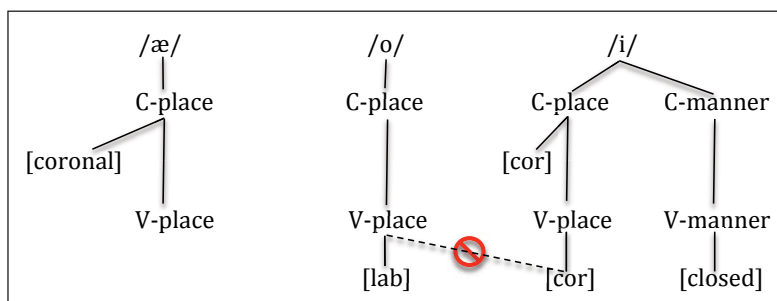 /æ/ /o/ /i/
C-place C-place C-place C-manner
[coronal] [cor]
V-place V-place V-place V-manner
[lab] [cor] [closed]